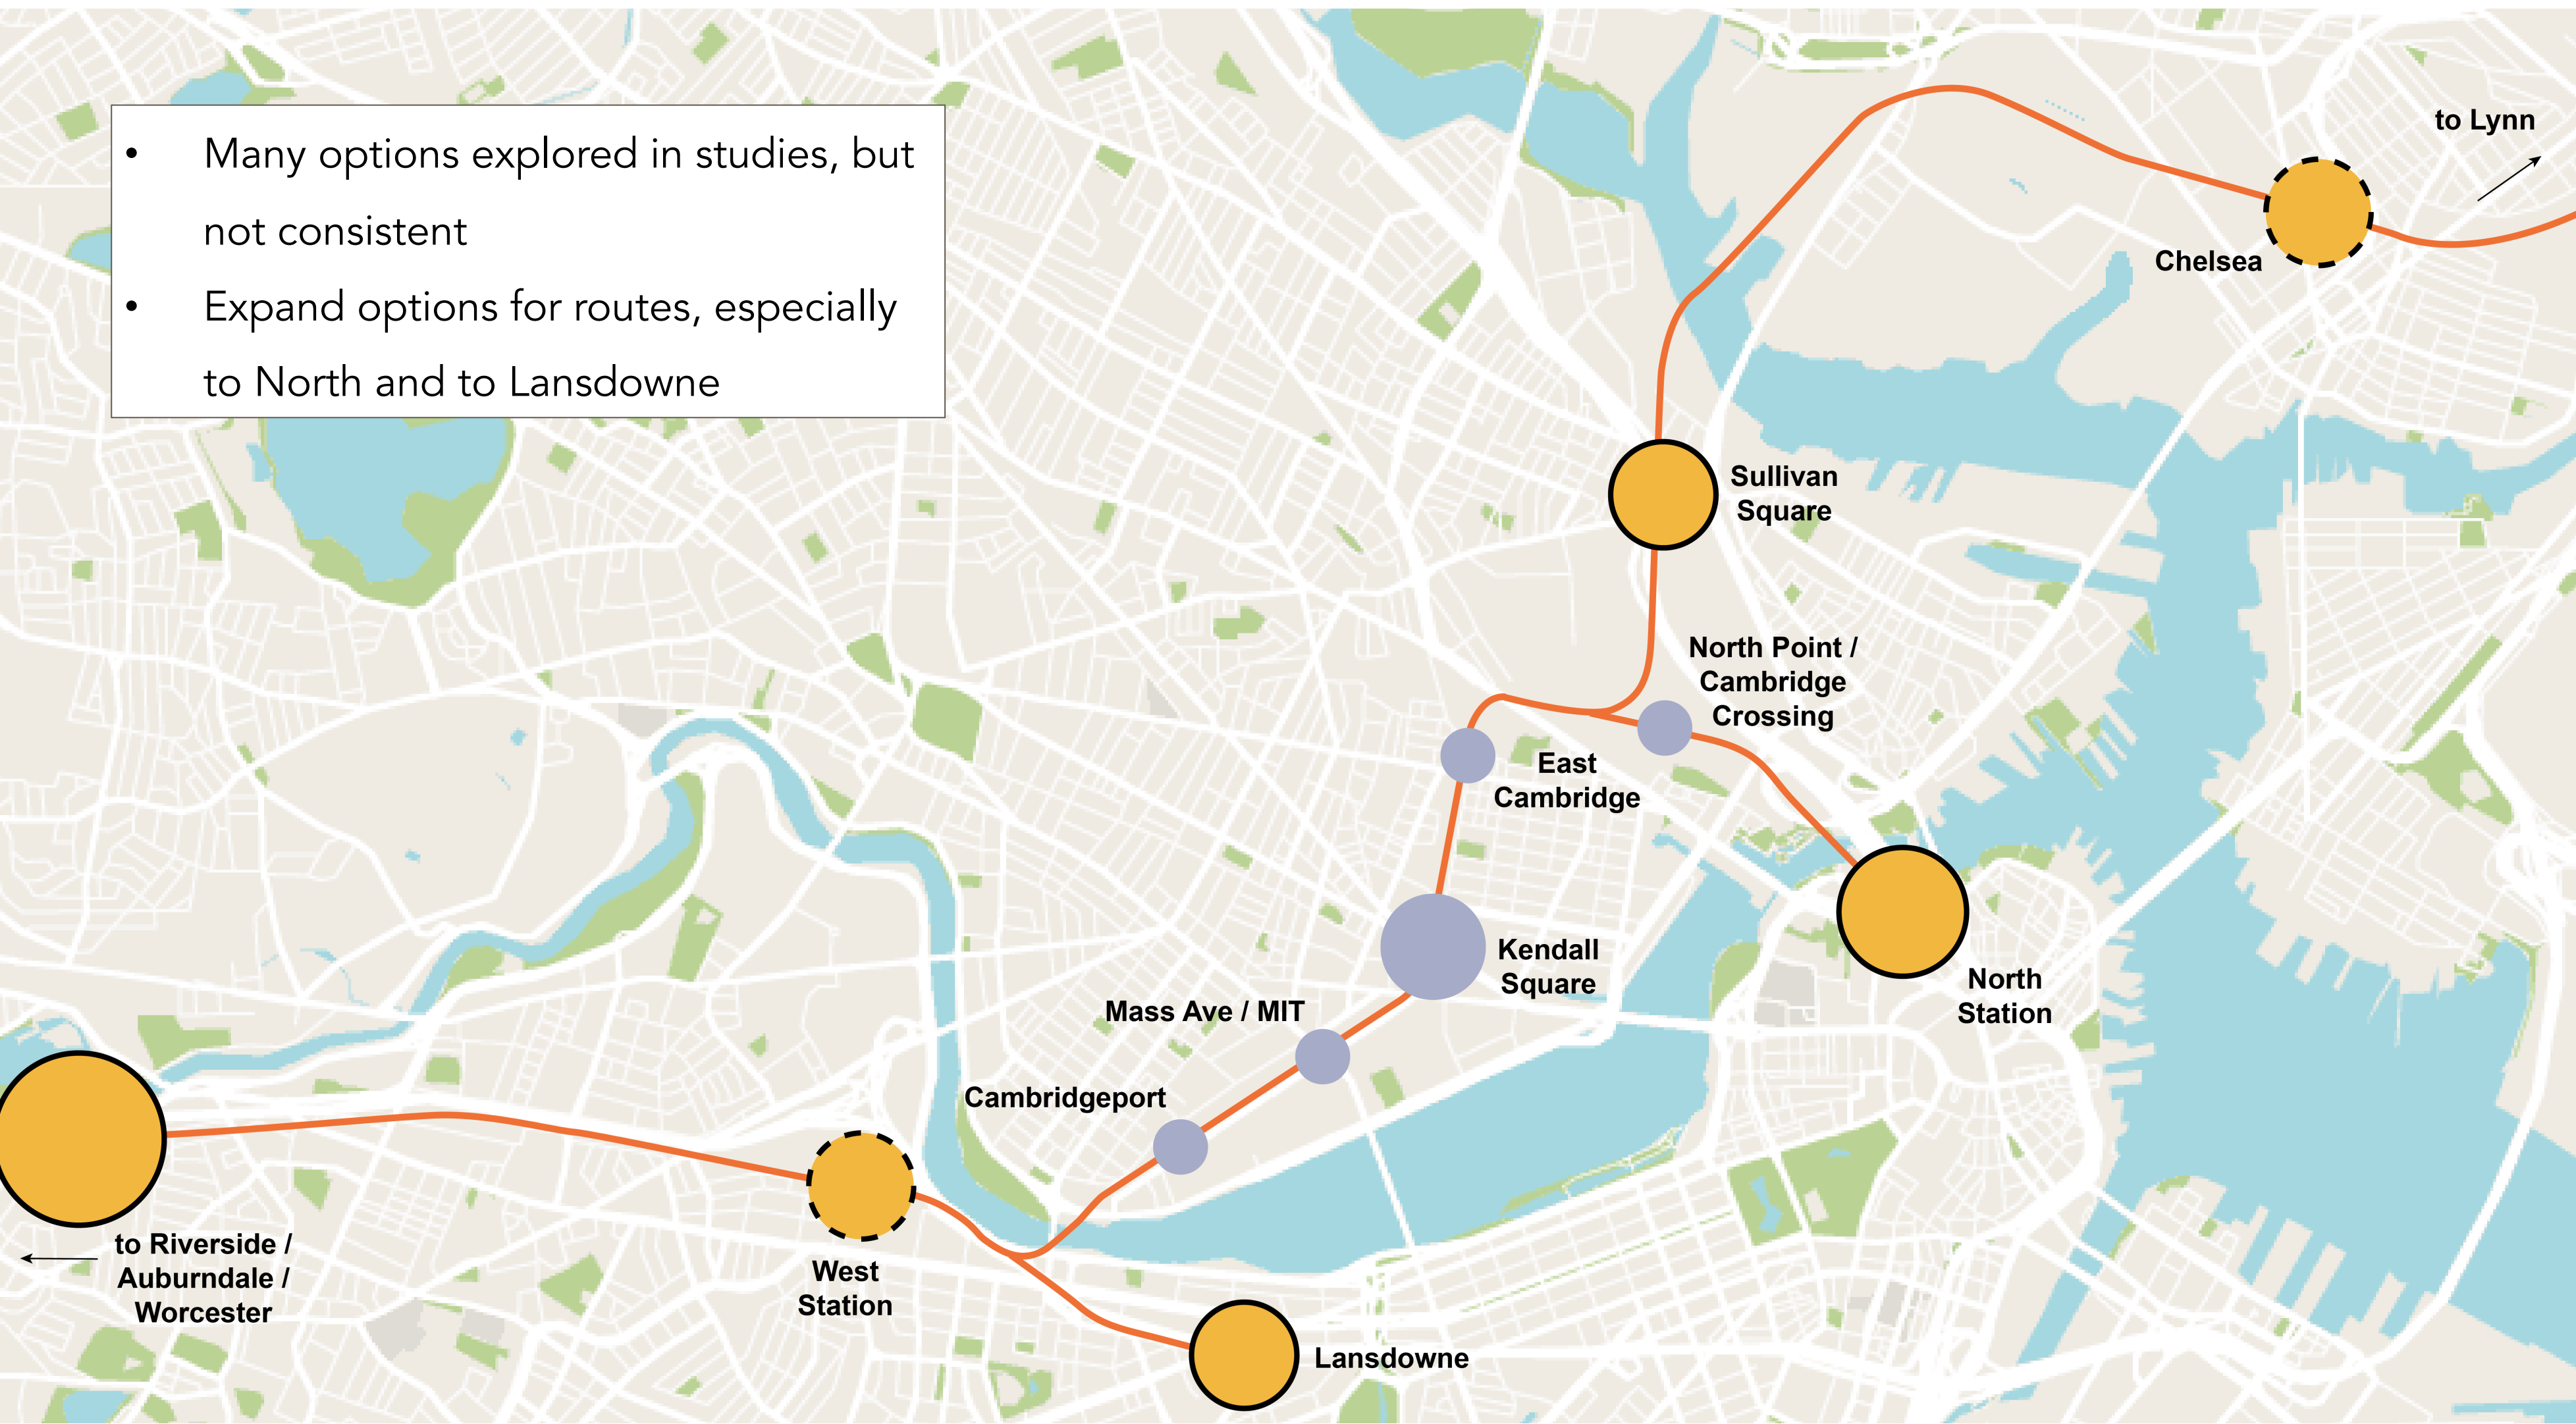 • Many options explored in studies, but
not consistent
• Expand options for routes, especially
to North and to Lansdowne
to Lynn
Chelsea
Sullivan
Square
North Point /
Cambridge
Crossing
East
Cambridge
Kendall
Square
North
Station
Mass Ave / MIT
Cambridgeport
to Riverside /
Auburndale /
Worcester
West
Station
Lansdowne